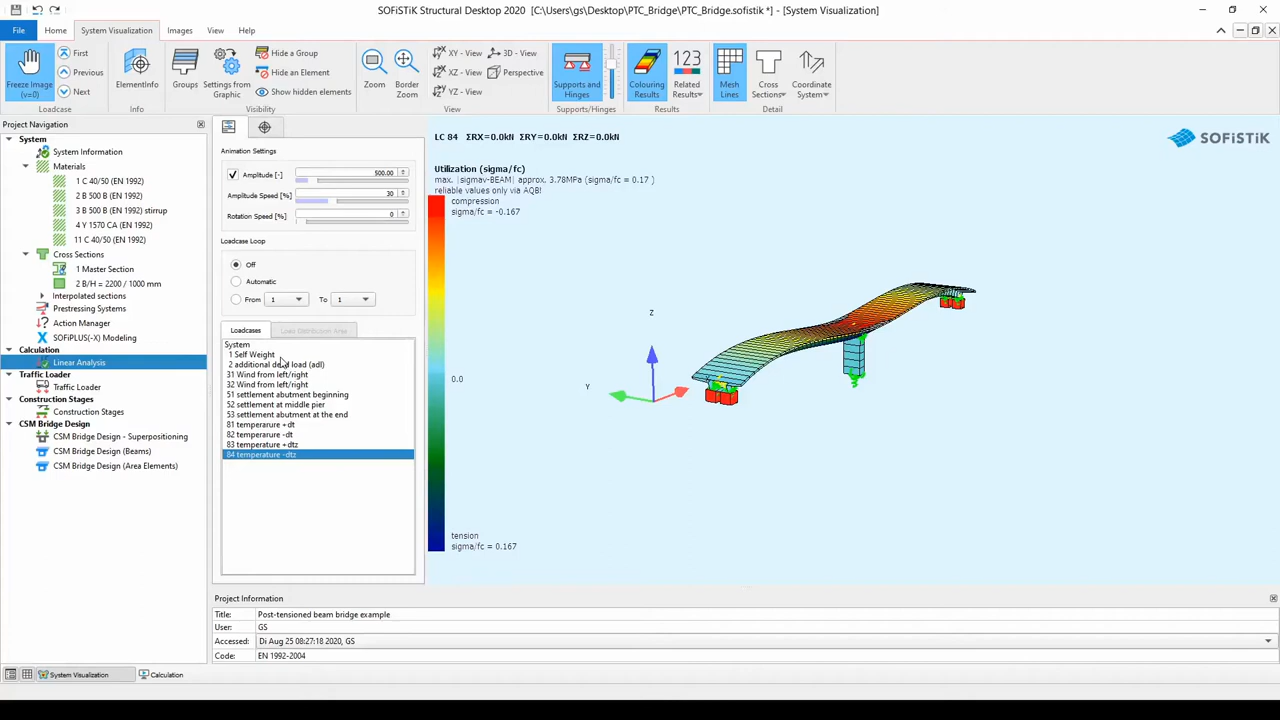 SOFiSTiK Structural Desktop 2020 [C:\Users\gs\Desktop\PTC_Bridge\PTC_Bridge.sofistik *] - [System Visualization]
File Home System Visualization Images View Help
Freeze Image (v=0)
First
Previous
Next
Loadcase
ElementInfo
Info
Groups
Settings from Graphic
Hide a Group
Hide an Element
Show hidden elements
Visibility
Zoom
Border Zoom
XY - View
XZ - View
YZ - View
3D - View
Perspective
View
Supports and Hinges
Supports/Hinges
Colouring Results
123
Related Results
Results
Mesh Lines
Cross Sections
Coordinate System
Detail
Project Navigation
System
System Information
Materials
1 C 40/50 (EN 1992)
2 B 500 B (EN 1992)
3 B 500 B (EN 1992) stirrup
4 Y 1570 CA (EN 1992)
11 C 40/50 (EN 1992)
Cross Sections
1 Master Section
2 B/H = 2200 / 1000 mm
Interpolated sections
Prestressing Systems
Action Manager
SOFiPLUS(-X) Modeling
Calculation
Linear Analysis
Traffic Loader
Traffic Loader
Construction Stages
Construction Stages
CSM Bridge Design
CSM Bridge Design - Superpositioning
CSM Bridge Design (Beams)
CSM Bridge Design (Area Elements)
Animation Settings
Amplitude [-] 500.00
Amplitude Speed [%] 30
Rotation Speed [%] 0
Loadcase Loop
Off
Automatic
From 1 To 1
Loadcases Load Distribution Area
System
1 Self Weight
2 additional dead load (adl)
31 Wind from left/right
32 Wind from left/right
51 settlement abutment beginning
52 settlement at middle pier
53 settlement abutment at the end
81 temperarure +dt
82 temperarure -dt
83 temperature +dtz
84 temperature -dtz
LC 84 ΣRX=0.0kN ΣRY=0.0kN ΣRZ=0.0kN
SOFiSTiK
Utilization (sigma/fc)
max. |sigmav-BEAM| approx. 3.78MPa (sigma/fc = 0.17 )
reliable values only via AQB!
compression
sigma/fc = -0.167
0.0
tension
sigma/fc = 0.167
Z
Y
Project Information
Title: Post-tensioned beam bridge example
User: GS
Accessed: Di Aug 25 08:27:18 2020, GS
Code: EN 1992-2004
System Visualization Calculation